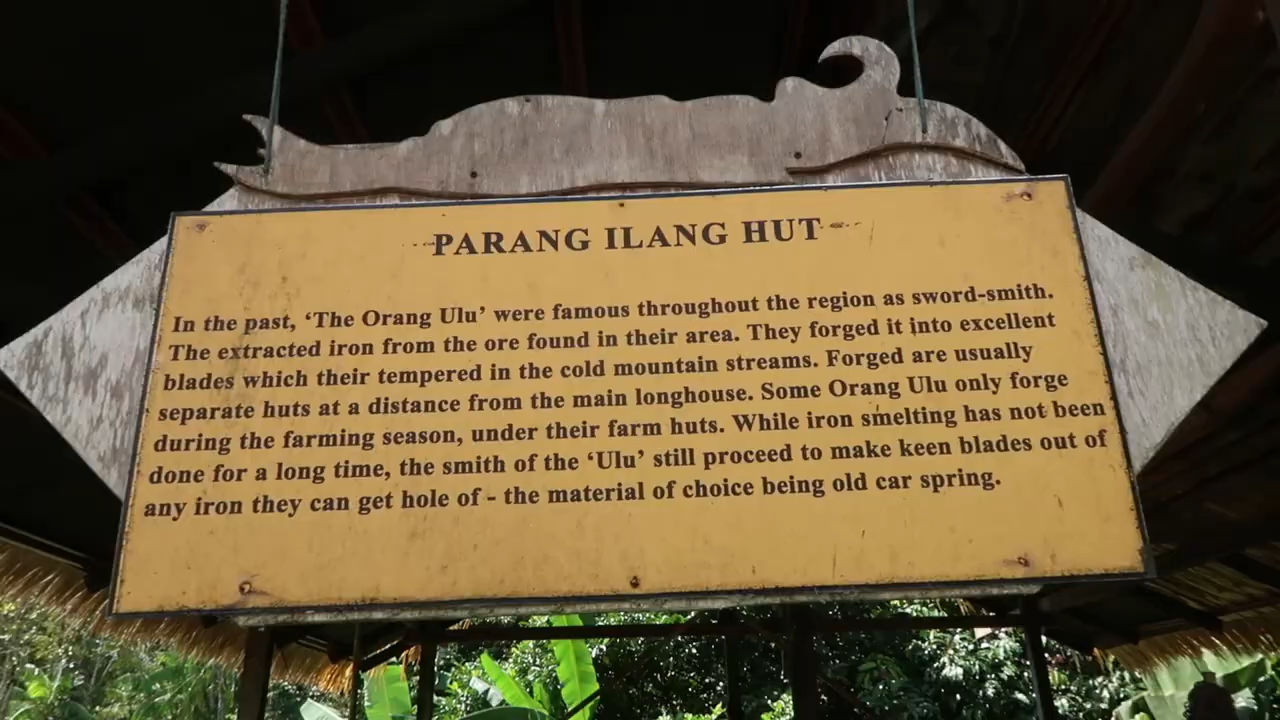 PARANG ILANG HUT
In the past, ‘The Orang Ulu’ were famous throughout the region as sword-smith.
The extracted iron from the ore found in their area. They forged it into excellent
blades which their tempered in the cold mountain streams. Forged are usually
separate huts at a distance from the main longhouse. Some Orang Ulu only forge
during the farming season, under their farm huts. While iron smelting has not been
done for a long time, the smith of the ‘Ulu’ still proceed to make keen blades out of
any iron they can get hole of - the material of choice being old car spring.